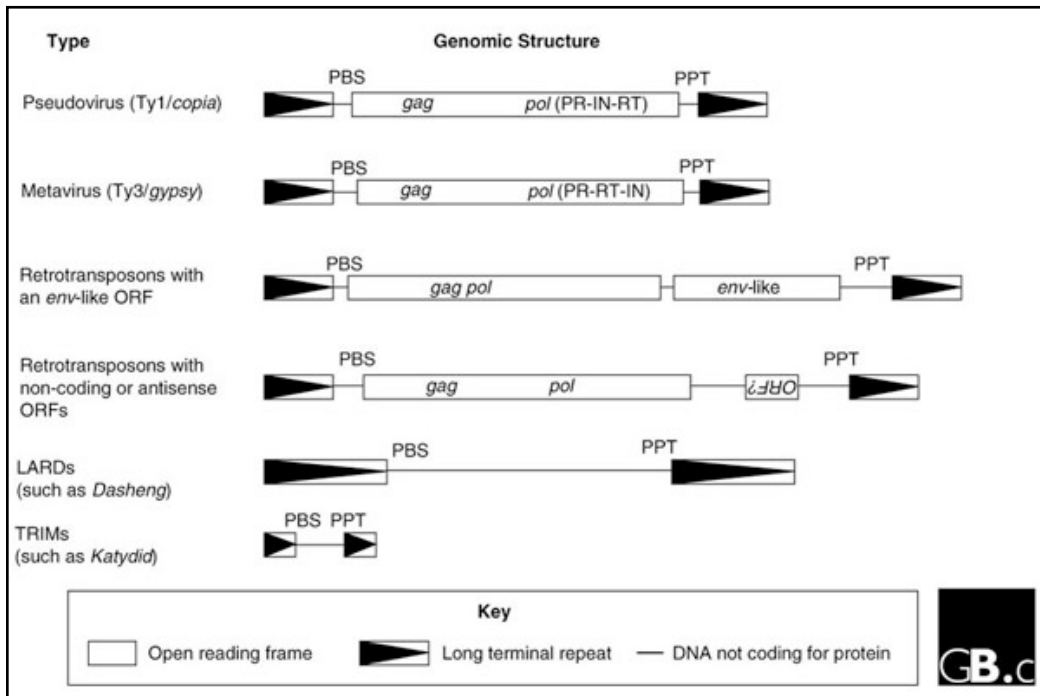 Type Genomic Structure
PBS PPT
Pseudovirus (Ty1/copia) gag pol (PR-IN-RT)
PBS PPT
Metavirus (Ty3/gypsy) gag pol (PR-RT-IN)
PBS PPT
Retrotransposons with
an env-like ORF
gag pol env-like
PBS PPT
Retrotransposons with
non-coding or antisense
ORFs
gag pol ORF?
PBS PPT
LARDs
(such as Dasheng)
PBS PPT
TRIMs
(such as Katydid)
Key
Open reading frame Long terminal repeat DNA not coding for protein
GB.c